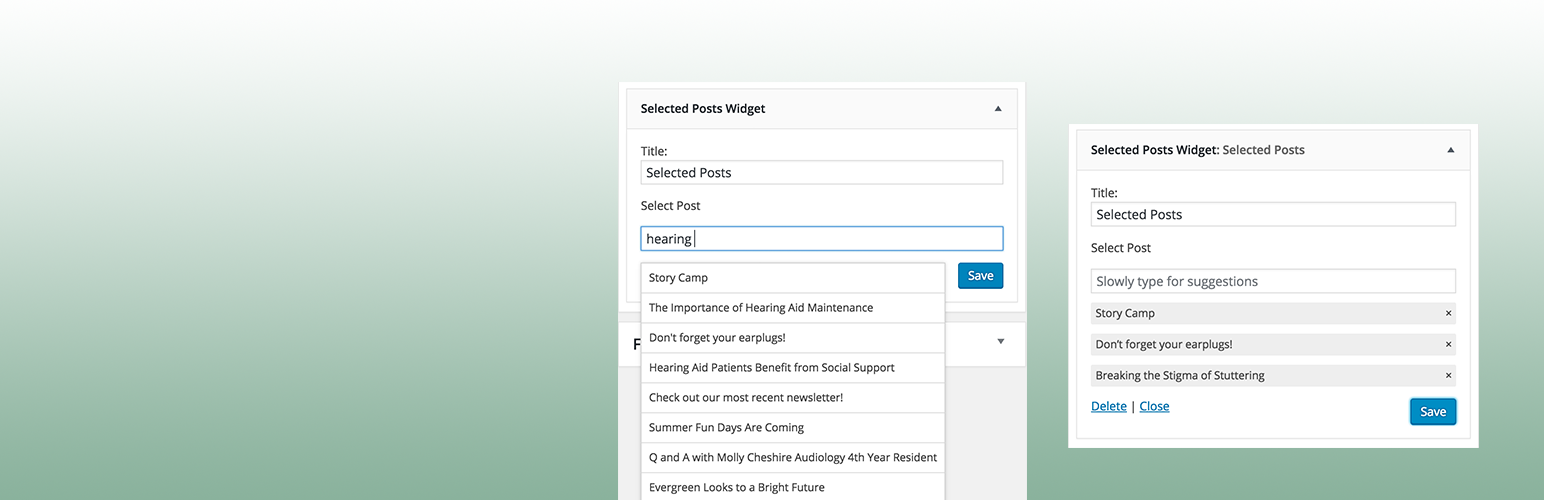 Selected Posts Widget
Title:
Selected Posts
Select Post
hearing
Save
Story Camp
The Importance of Hearing Aid Maintenance
Don't forget your earplugs!
F
Hearing Aid Patients Benefit from Social Support
Check out our most recent newsletter!
Summer Fun Days Are Coming
Q and A with Molly Cheshire Audiology 4th Year Resident
Evergreen Looks to a Bright Future
Selected Posts Widget: Selected Posts
Title:
Selected Posts
Select Post
Slowly type for suggestions
Story Camp ×
Don’t forget your earplugs! ×
Breaking the Stigma of Stuttering ×
Delete | Close
Save